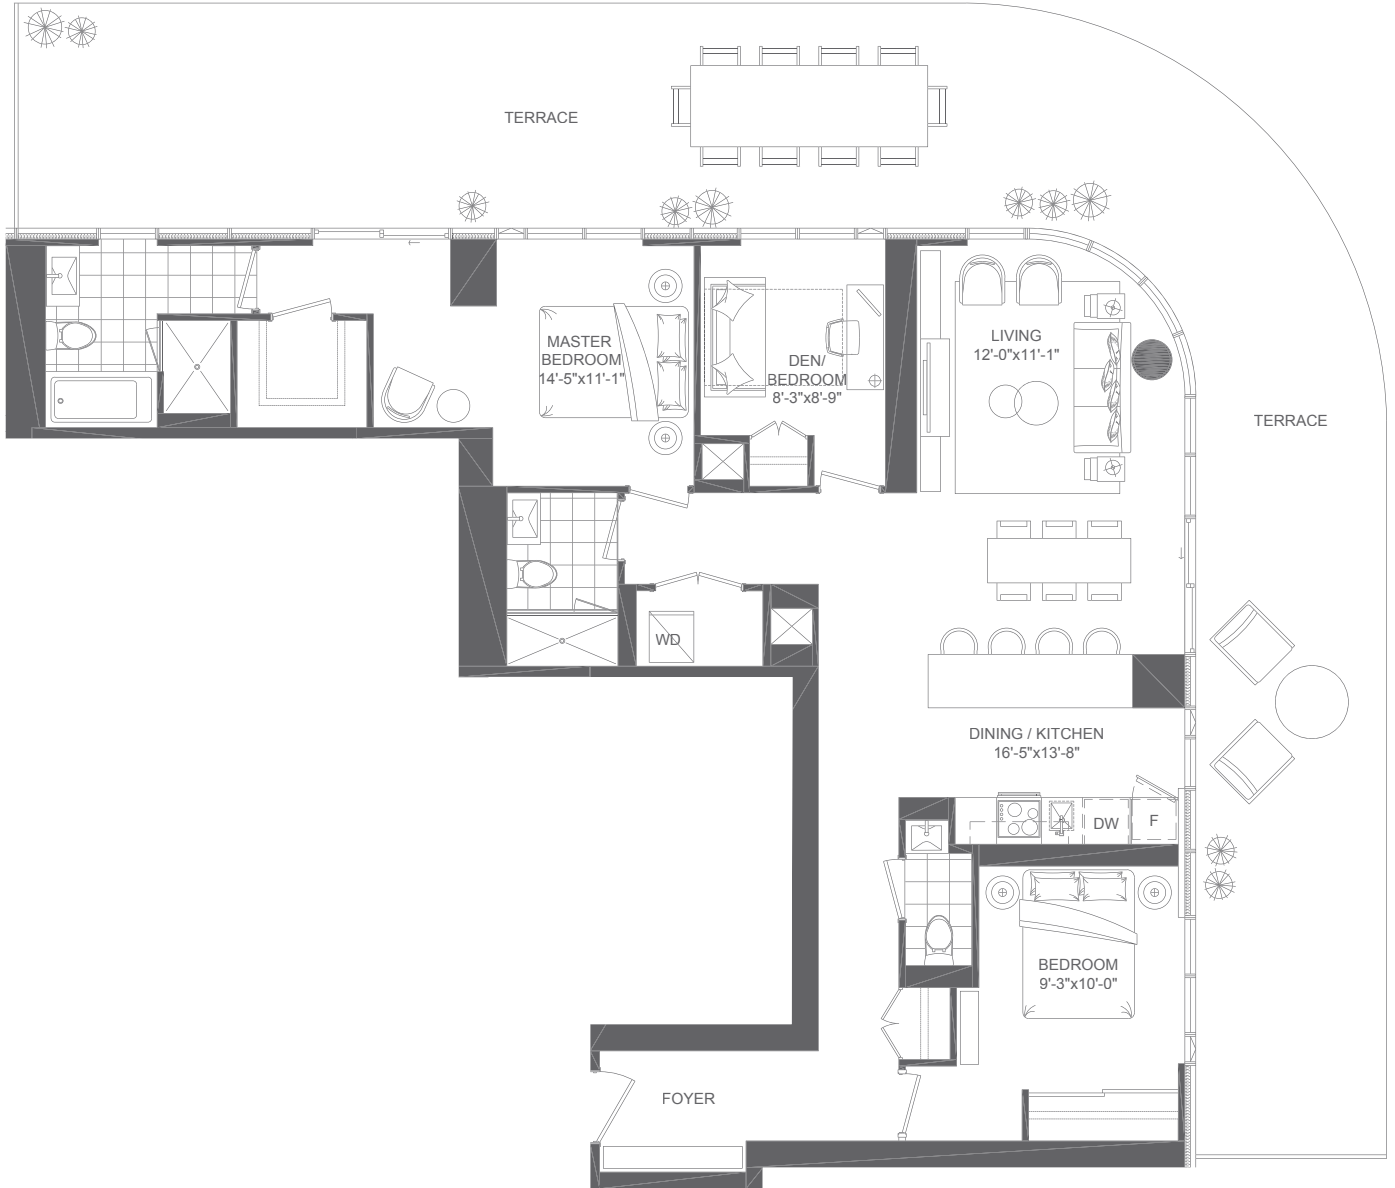 TERRACE
MASTER
BEDROOM
14'-5"x11'-1"
DEN/
BEDROOM
8'-3"x8'-9"
LIVING
12'-0"x11'-1"
TERRACE
WD
DINING / KITCHEN
16'-5"x13'-8"
DW
F
BEDROOM
9'-3"x10'-0"
FOYER